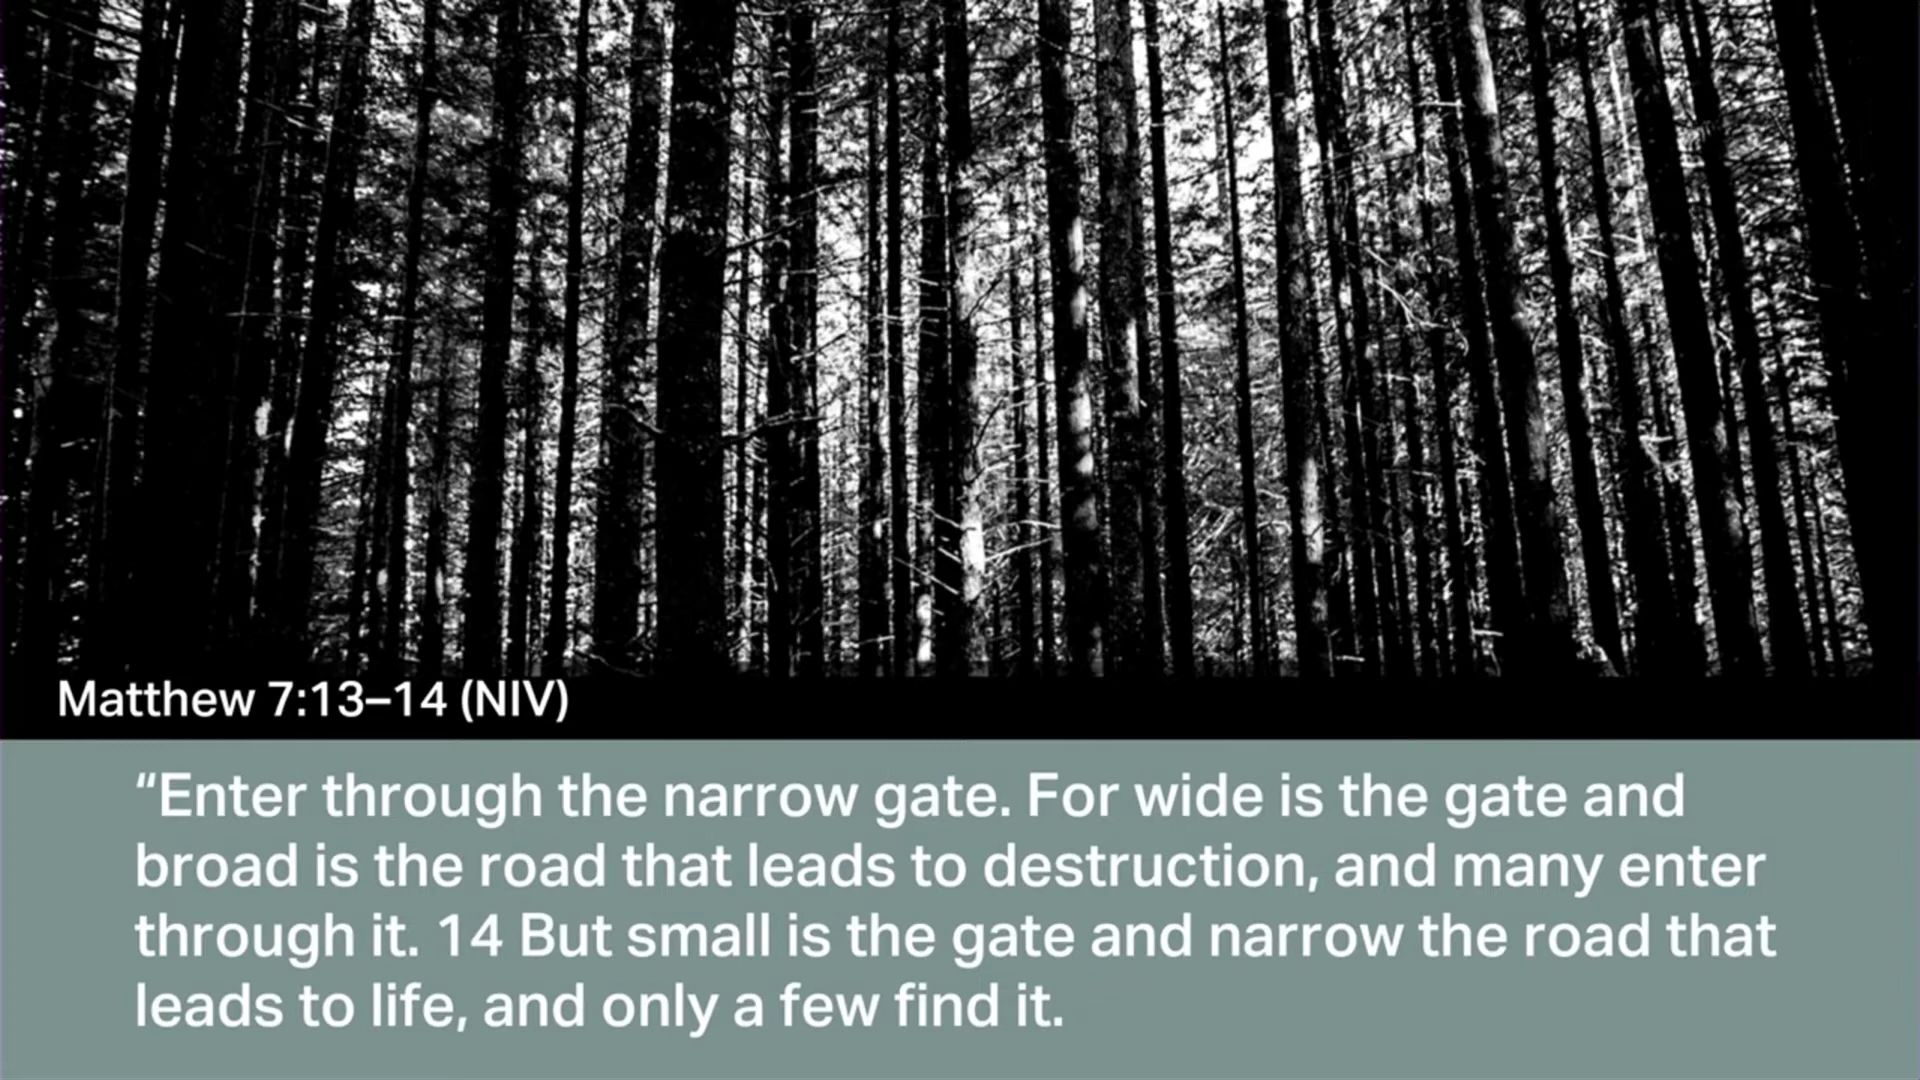 Matthew 7:13–14 (NIV)
“Enter through the narrow gate. For wide is the gate and
broad is the road that leads to destruction, and many enter
through it. 14 But small is the gate and narrow the road that
leads to life, and only a few find it.